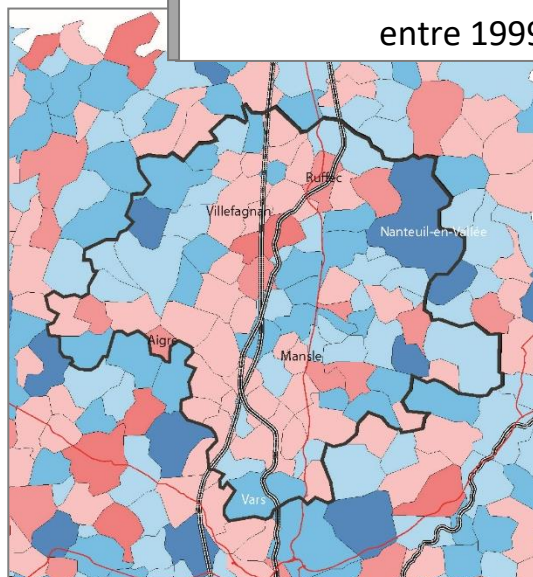 entre 1999
Ruffec
Villefagnan
Nanteuil-en-Vallée
Aigre
Mansle
Vars